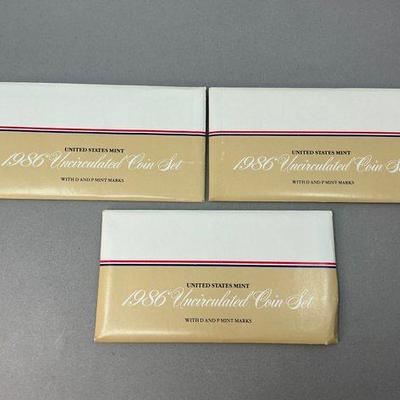 UNITED STATES MINT
1986 Uncirculated Coin Set
WITH D AND P MINT MARKS
UNITED STATES MINT
1986 Uncirculated Coin Se
WITH D AND P MINT MARKS
UNITED STATES MINT
1986 Uncirculated Coin Set
WITH D AND P MINT MARKS